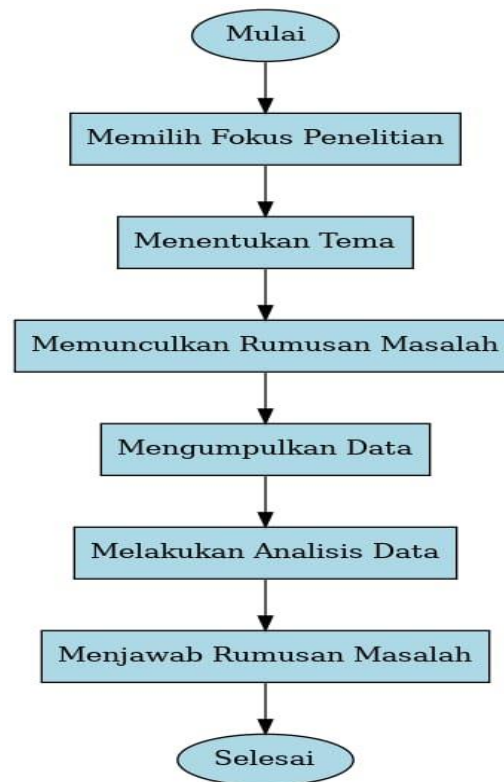 Mulai
Memilih Fokus Penelitian
Menentukan Tema
Memunculkan Rumusan Masalah
Mengumpulkan Data
Melakukan Analisis Data
Menjawab Rumusan Masalah
Selesai